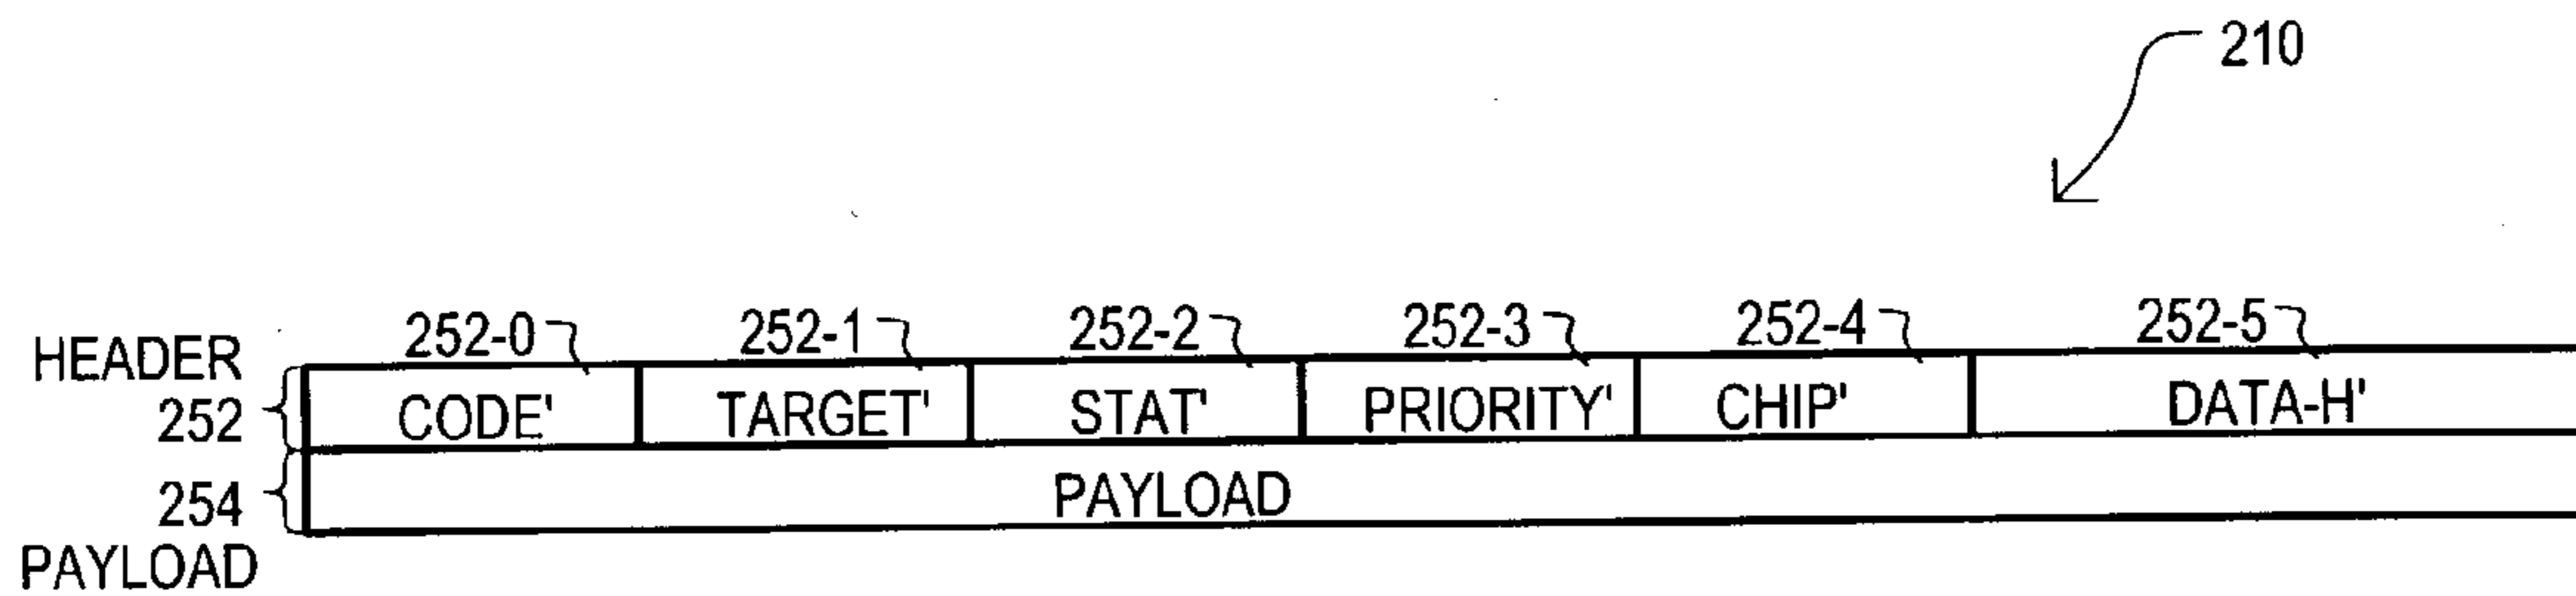 210
252-0 252-1 252-2 252-3 252-4 252-5
HEADER
252
CODE' TARGET' STAT' PRIORITY' CHIP' DATA-H'
254
PAYLOAD
PAYLOAD